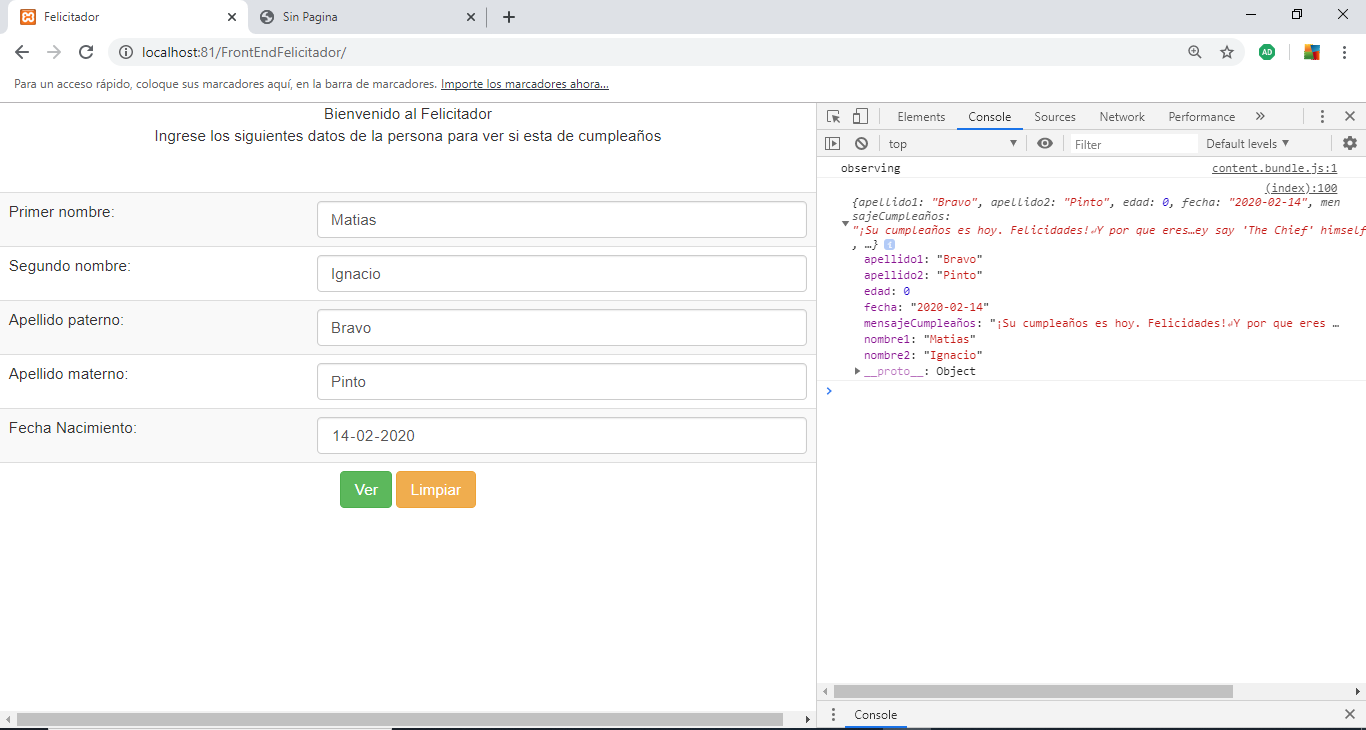 Felicitador
Sin Pagina
localhost:81/FrontEndFelicitador/
AD
Para un acceso rápido, coloque sus marcadores aquí, en la barra de marcadores. Importe los marcadores ahora...
Bienvenido al Felicitador
Ingrese los siguientes datos de la persona para ver si esta de cumpleaños
Primer nombre:
Matias
Segundo nombre:
Ignacio
Apellido paterno:
Bravo
Apellido materno:
Pinto
Fecha Nacimiento:
14-02-2020
Ver
Limpiar
Elements
Console
Sources
Network
Performance
top
Filter
Default levels
observing
content.bundle.js:1
(index):100
{apellido1: "Bravo", apellido2: "Pinto", edad: 0, fecha: "2020-02-14", men
sajeCumpleaños:
"¡Su cumpleaños es hoy. Felicidades!↵Y por que eres…ey say 'The Chief' himself
, …}
apellido1: "Bravo"
apellido2: "Pinto"
edad: 0
fecha: "2020-02-14"
mensajeCumpleaños: "¡Su cumpleaños es hoy. Felicidades!↵Y por que eres …
nombre1: "Matias"
nombre2: "Ignacio"
__proto__: Object
Console